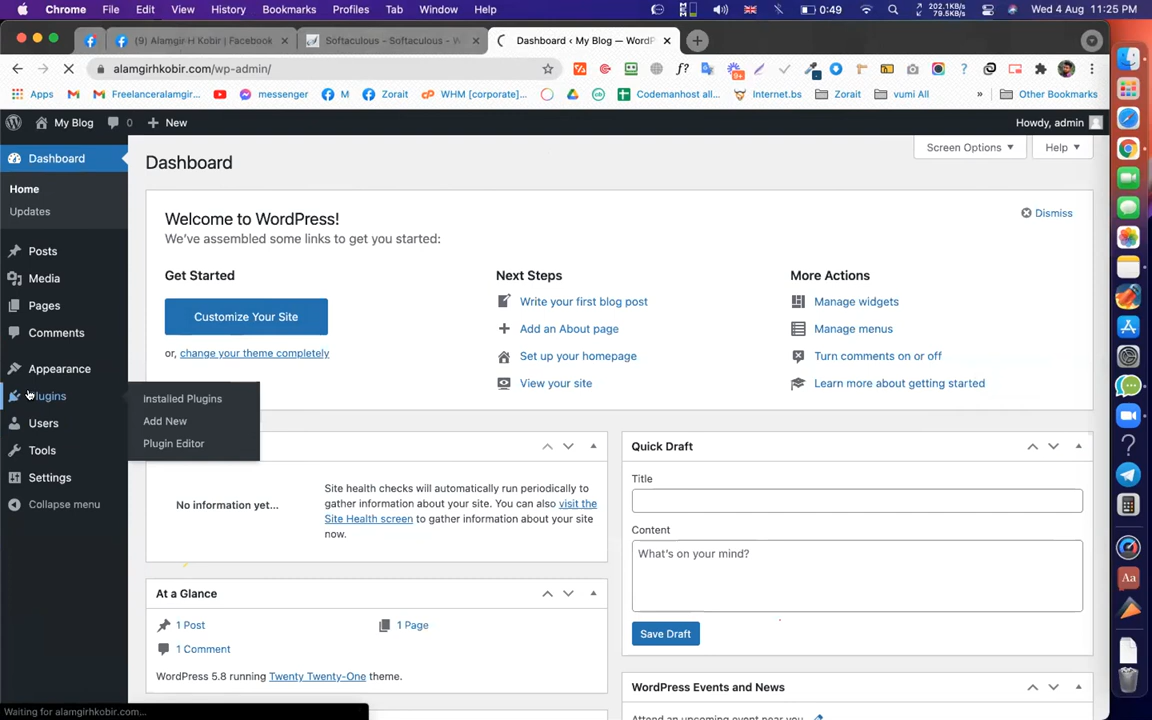 Chrome File Edit View History Bookmarks Profiles Tab Window Help 0:49 202.1KB/s 79.5KB/s Wed 4 Aug 11:25 PM
(9) Alamgir H Kobir | Facebook Softaculous - Softaculous - W Dashboard ‹ My Blog — WordP
alamgirhkobir.com/wp-admin/
Apps Freelanceralamgir... messenger M Zorait WHM [corporate]... Codemanhost all... Internet.bs Zorait vumi All » Other Bookmarks
My Blog 0 New Howdy, admin
Dashboard
Home
Updates
Posts
Media
Pages
Comments
Appearance
Plugins
Users
Tools
Settings
Collapse menu
Installed Plugins
Add New
Plugin Editor
Dashboard
Screen Options Help
Welcome to WordPress!
Dismiss
We've assembled some links to get you started:
Get Started
Customize Your Site
or, change your theme completely
Next Steps
Write your first blog post
Add an About page
Set up your homepage
View your site
More Actions
Manage widgets
Manage menus
Turn comments on or off
Learn more about getting started
No information yet...
Site health checks will automatically run periodically to
gather information about your site. You can also visit the
Site Health screen to gather information about your site
now.
At a Glance
1 Post 1 Page
1 Comment
WordPress 5.8 running Twenty Twenty-One theme.
Quick Draft
Title
Content
What's on your mind?
Save Draft
WordPress Events and News
Attend an upcoming event near you
Waiting for alamgirhkobir.com...